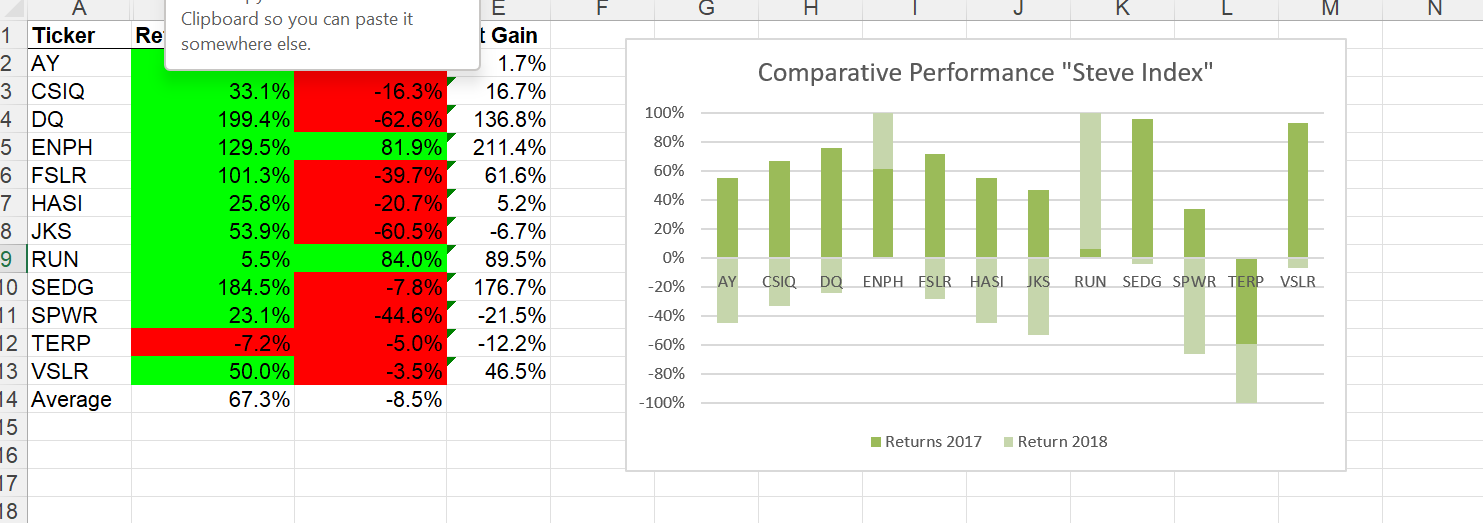 A E F G H I J K L M N
Clipboard so you can paste it
somewhere else.
1 Ticker Re t Gain
2 AY 1.7%
3 CSIQ 33.1% -16.3% 16.7%
4 DQ 199.4% -62.6% 136.8%
5 ENPH 129.5% 81.9% 211.4%
6 FSLR 101.3% -39.7% 61.6%
7 HASI 25.8% -20.7% 5.2%
8 JKS 53.9% -60.5% -6.7%
9 RUN 5.5% 84.0% 89.5%
10 SEDG 184.5% -7.8% 176.7%
11 SPWR 23.1% -44.6% -21.5%
12 TERP -7.2% -5.0% -12.2%
13 VSLR 50.0% -3.5% 46.5%
14 Average 67.3% -8.5%
15
16
17
18
Comparative Performance "Steve Index"
100%
80%
60%
40%
20%
0%
-20%
-40%
-60%
-80%
-100%
AY CSIQ DQ ENPH FSLR HASI JKS RUN SEDG SPWR TERP VSLR
Returns 2017 Return 2018